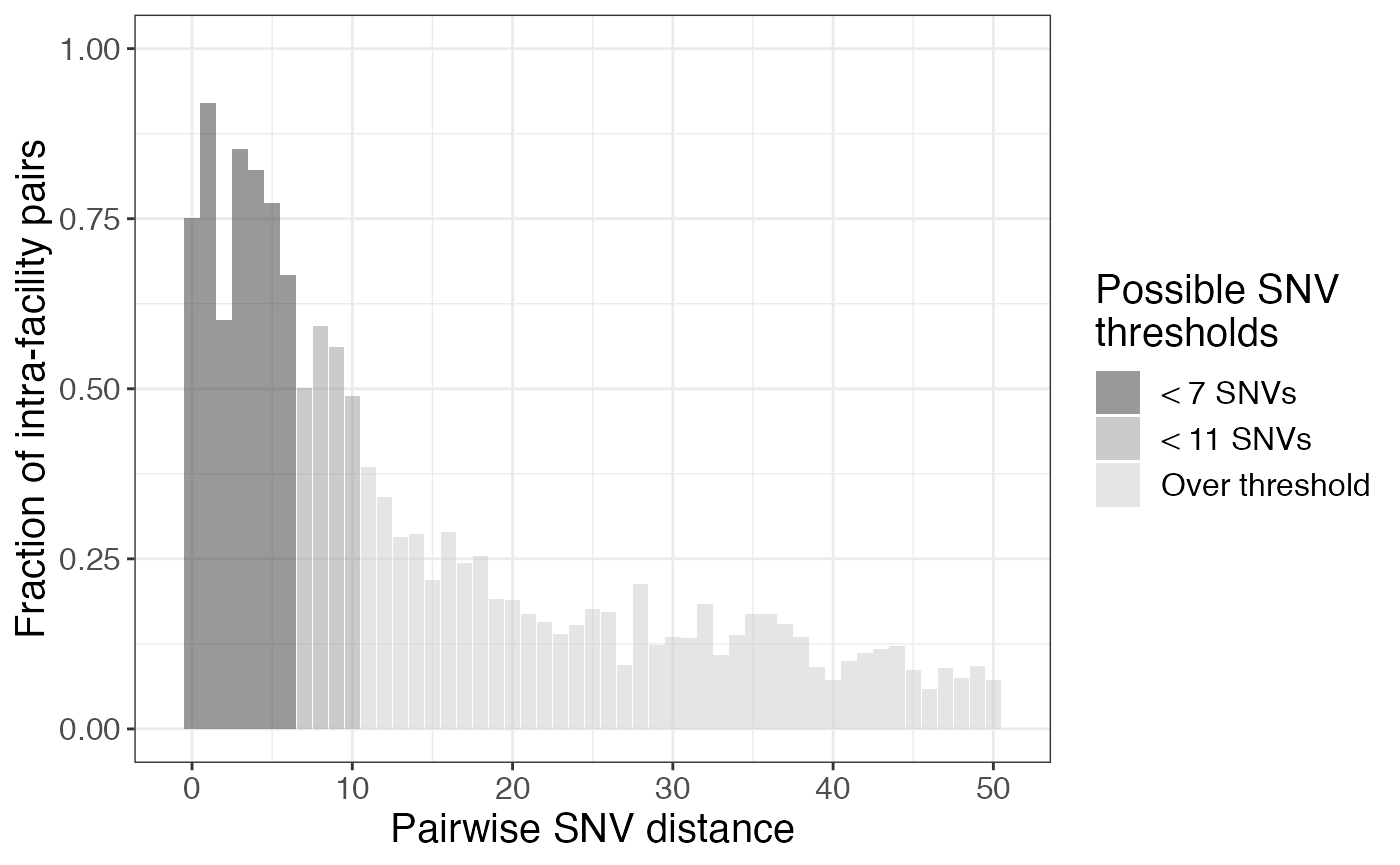 Fraction of intra-facility pairs
1.00
0.75
0.50
0.25
0.00
0 10 20 30 40 50
Pairwise SNV distance
Possible SNV
thresholds
< 7 SNVs
< 11 SNVs
Over threshold